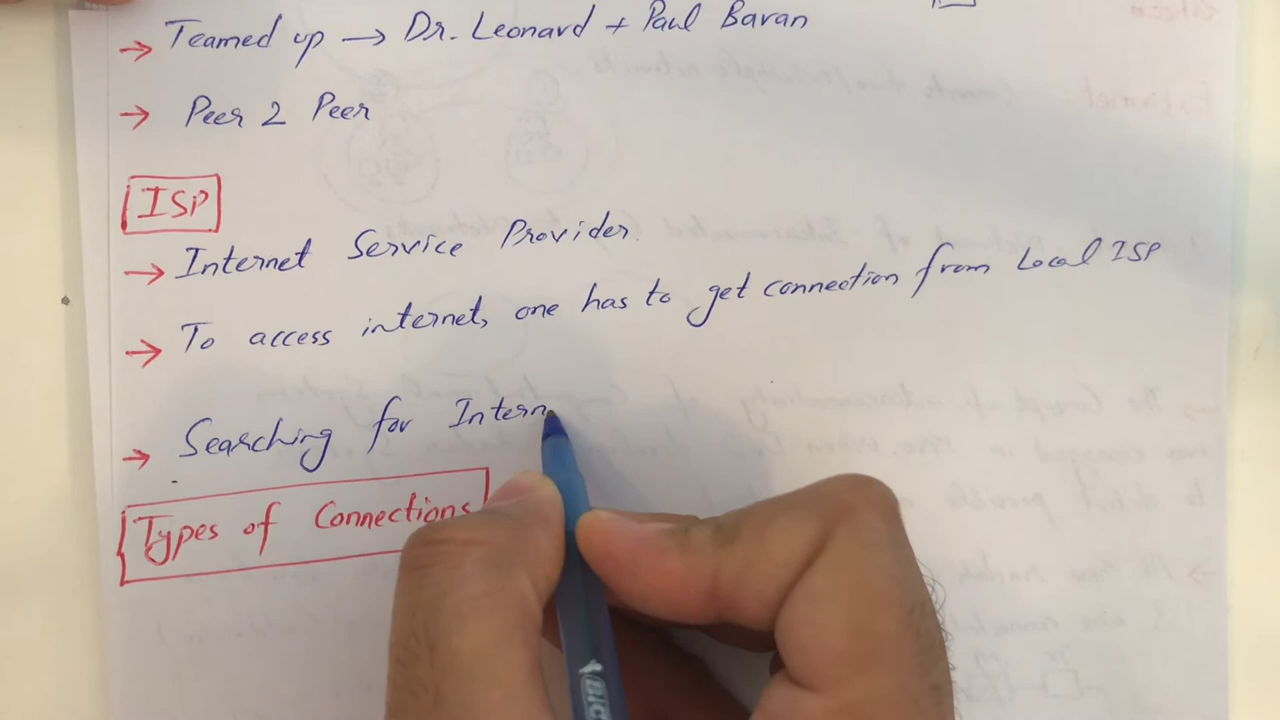 → Teamed up → Dr. Leonard + Paul Baran
→ Peer 2 Peer
ISP
→ Internet Service Provider
→ To access internet, one has to get connection from Local ISP
→ Searching for Intern
Types of Connections
BIC